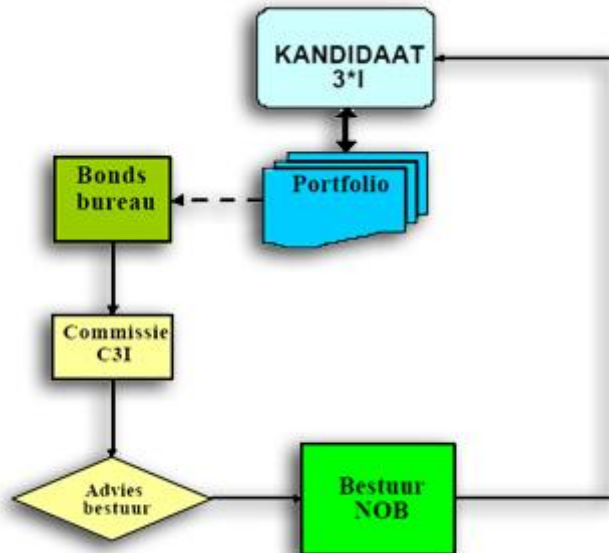 KANDIDAAT
3*I
Portfolio
Bonds
bureau
Commissie
C3I
Advies
bestuur
Bestuur
NOB